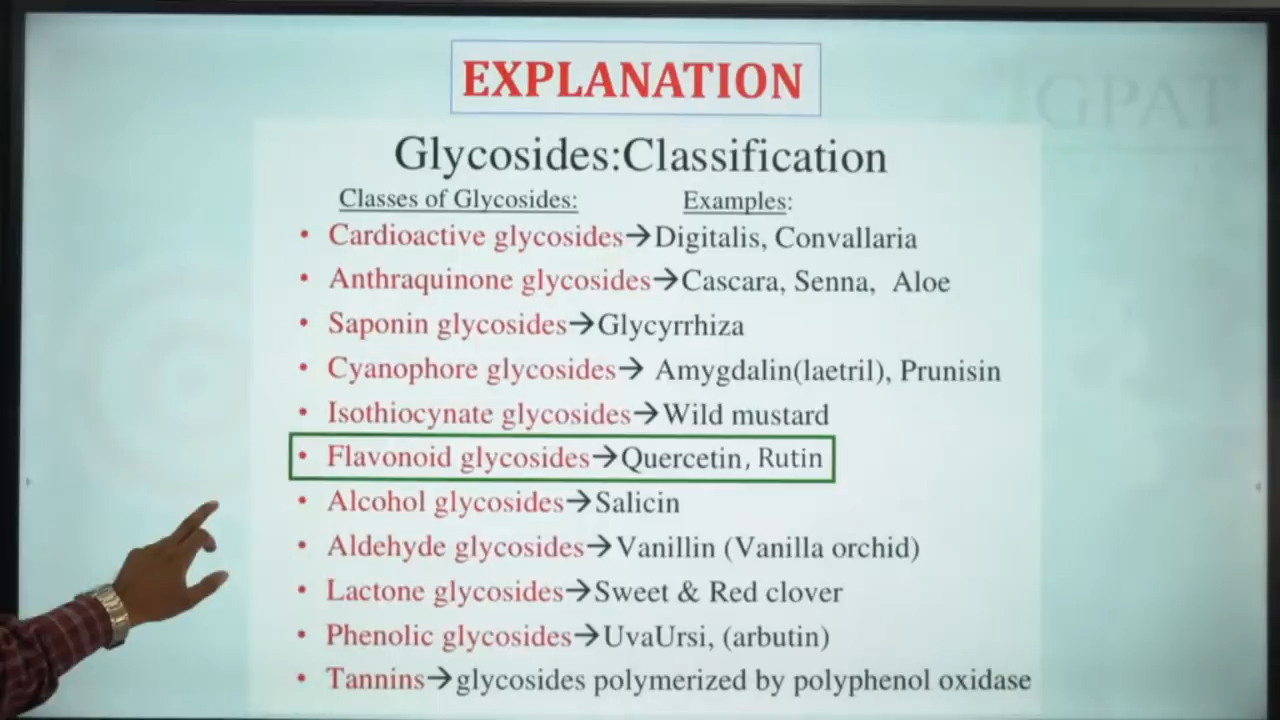 EXPLANATION
GPAT
Glycosides:Classification
Classes of Glycosides: Examples:
• Cardioactive glycosides→Digitalis, Convallaria
• Anthraquinone glycosides→Cascara, Senna, Aloe
• Saponin glycosides→Glycyrrhiza
• Cyanophore glycosides→ Amygdalin(laetril), Prunisin
• Isothiocynate glycosides→Wild mustard
• Flavonoid glycosides→Quercetin, Rutin
• Alcohol glycosides→Salicin
• Aldehyde glycosides→Vanillin (Vanilla orchid)
• Lactone glycosides→Sweet & Red clover
• Phenolic glycosides→UvaUrsi, (arbutin)
• Tannins→glycosides polymerized by polyphenol oxidase